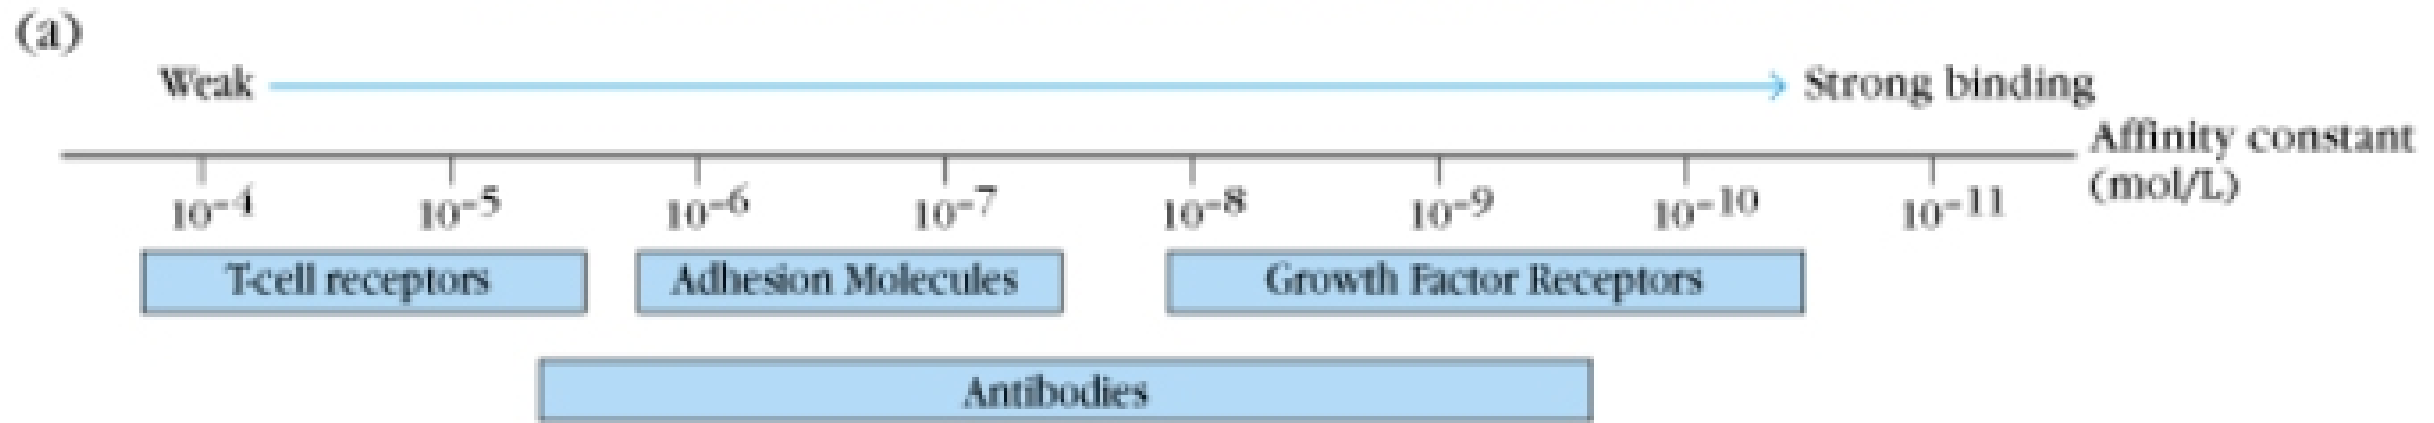 (a)
Weak Strong binding
Affinity constant
(mol/L)
10-4 10-5 10-6 10-7 10-8 10-9 10-10 10-11
T-cell receptors Adhesion Molecules Growth Factor Receptors
Antibodies